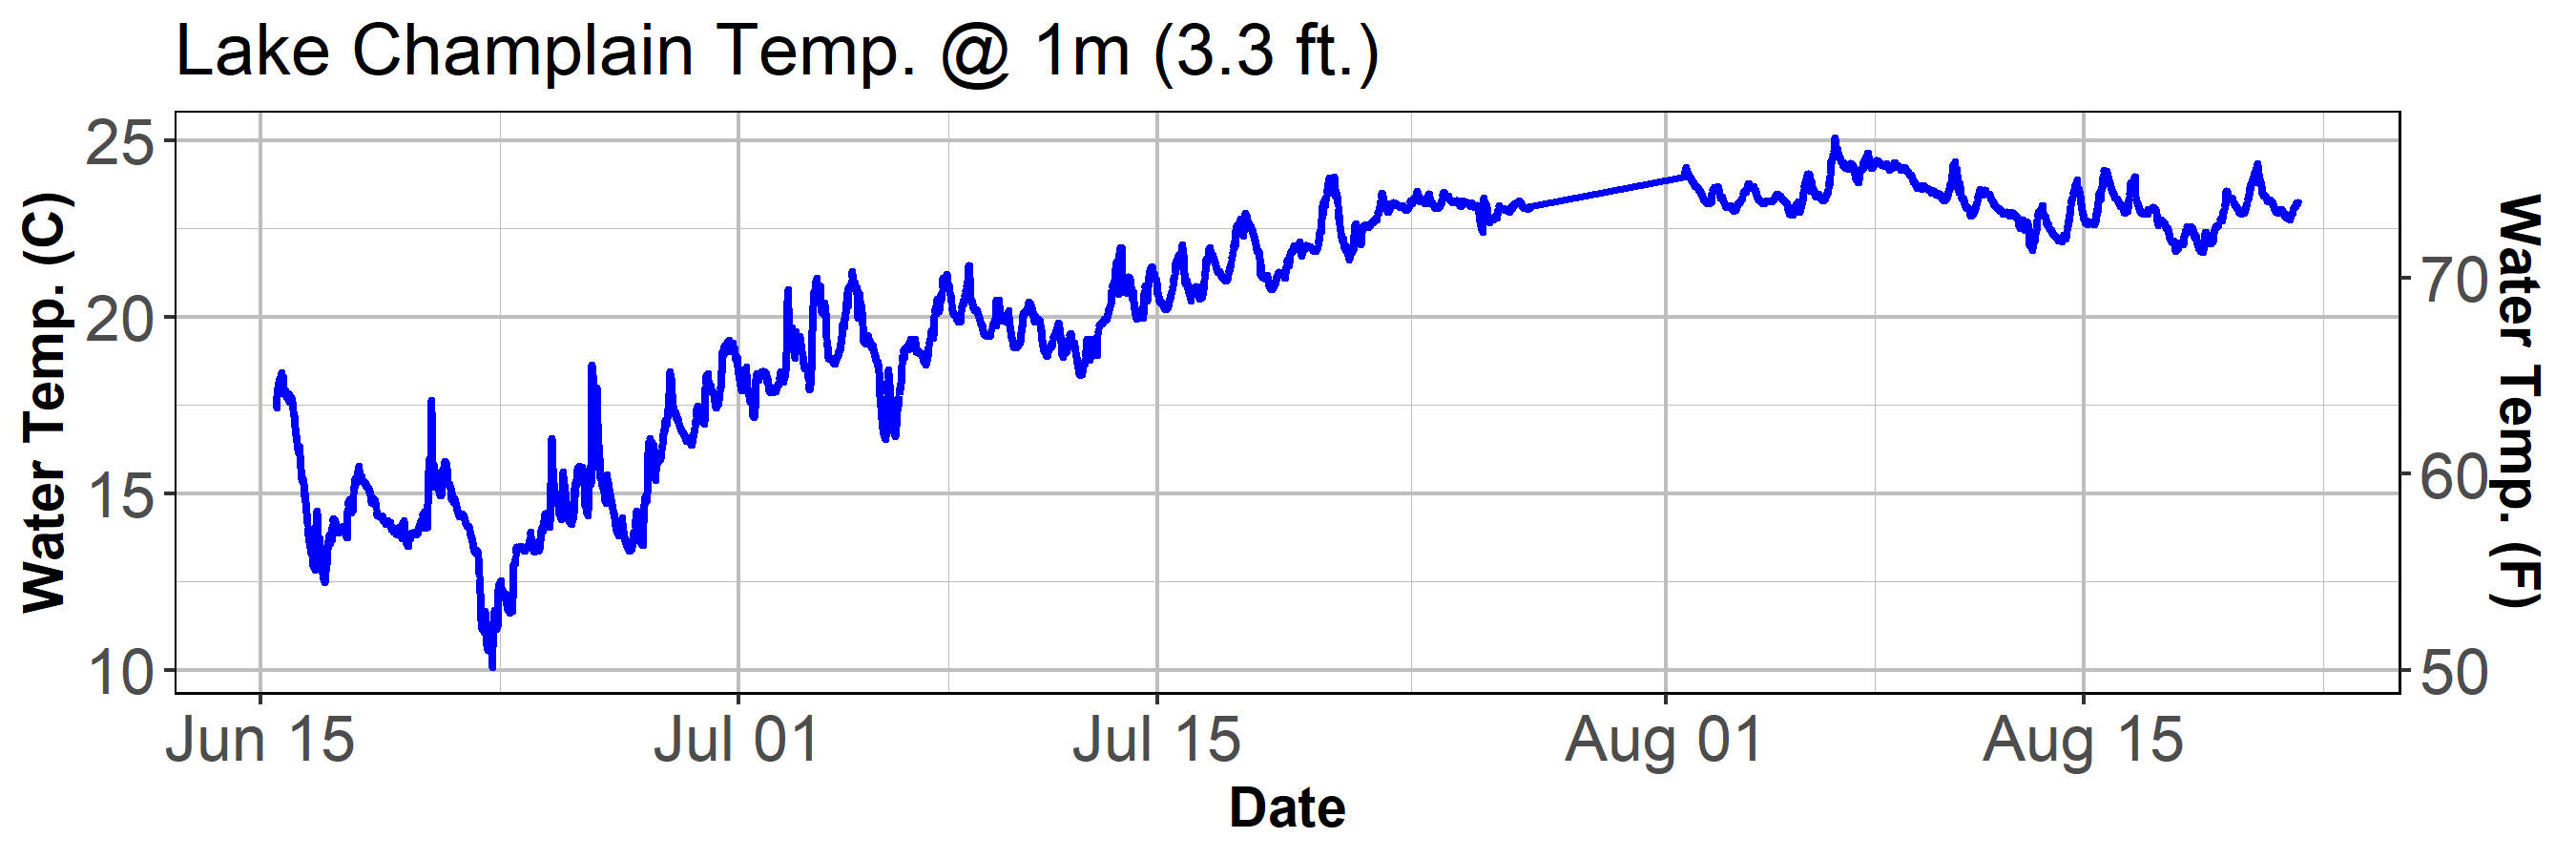 Lake Champlain Temp. @ 1m (3.3 ft.)
Water Temp. (C)
25
20
15
10
70
60
50
Water Temp. (F)
Jun 15 Jul 01 Jul 15 Aug 01 Aug 15
Date